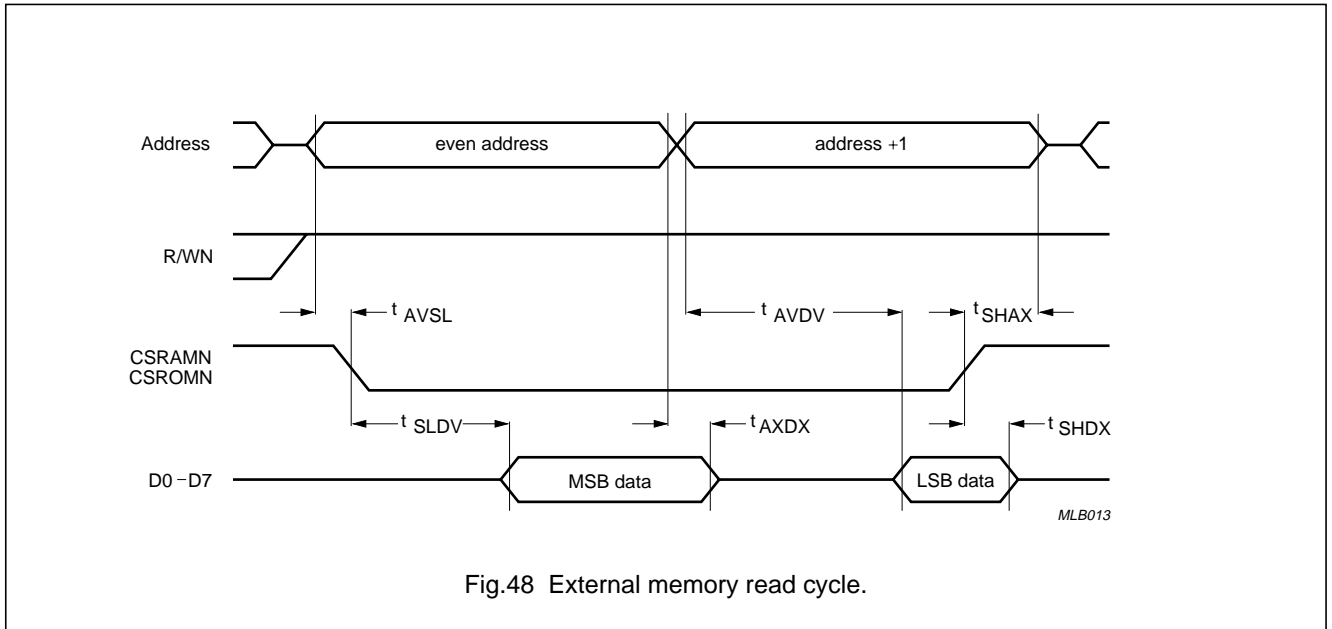 Address
even address
address +1
R/WN
t AVSL
t AVDV
t SHAX
CSRAMN
CSROMN
t SLDV
t AXDX
t SHDX
D0−D7
MSB data
LSB data
MLB013
Fig.48 External memory read cycle.